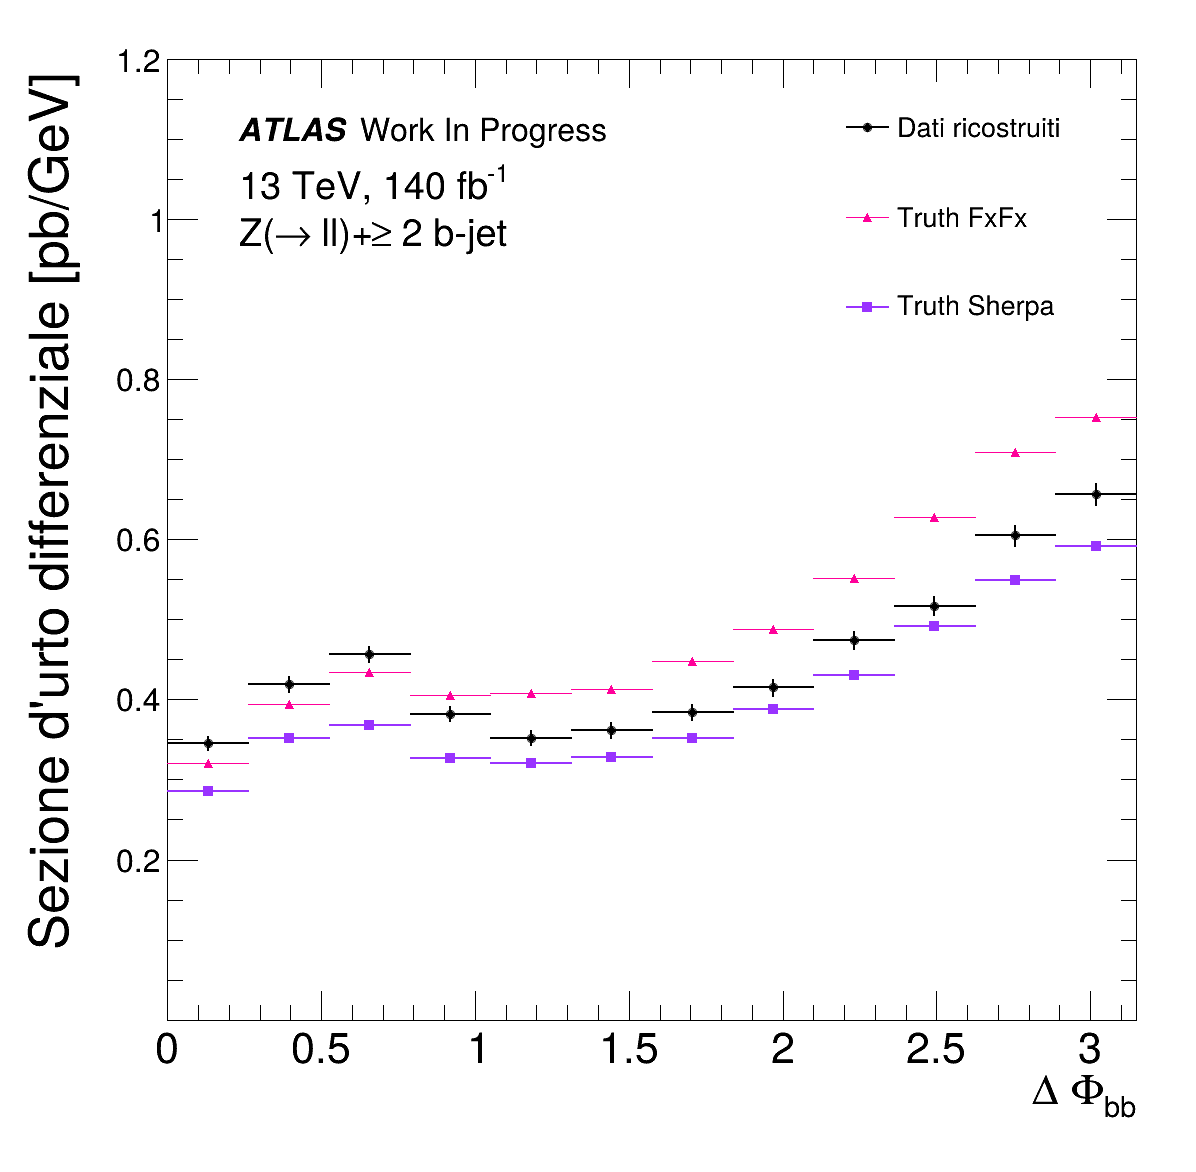 Sezione d'urto differenziale [pb/GeV]
1.2
1
0.8
0.6
0.4
0.2
ATLAS Work In Progress
13 TeV, 140 fb-1
Z(→ ll)+≥ 2 b-jet
Dati ricostruiti
Truth FxFx
Truth Sherpa
0 0.5 1 1.5 2 2.5 3
Δ Φbb